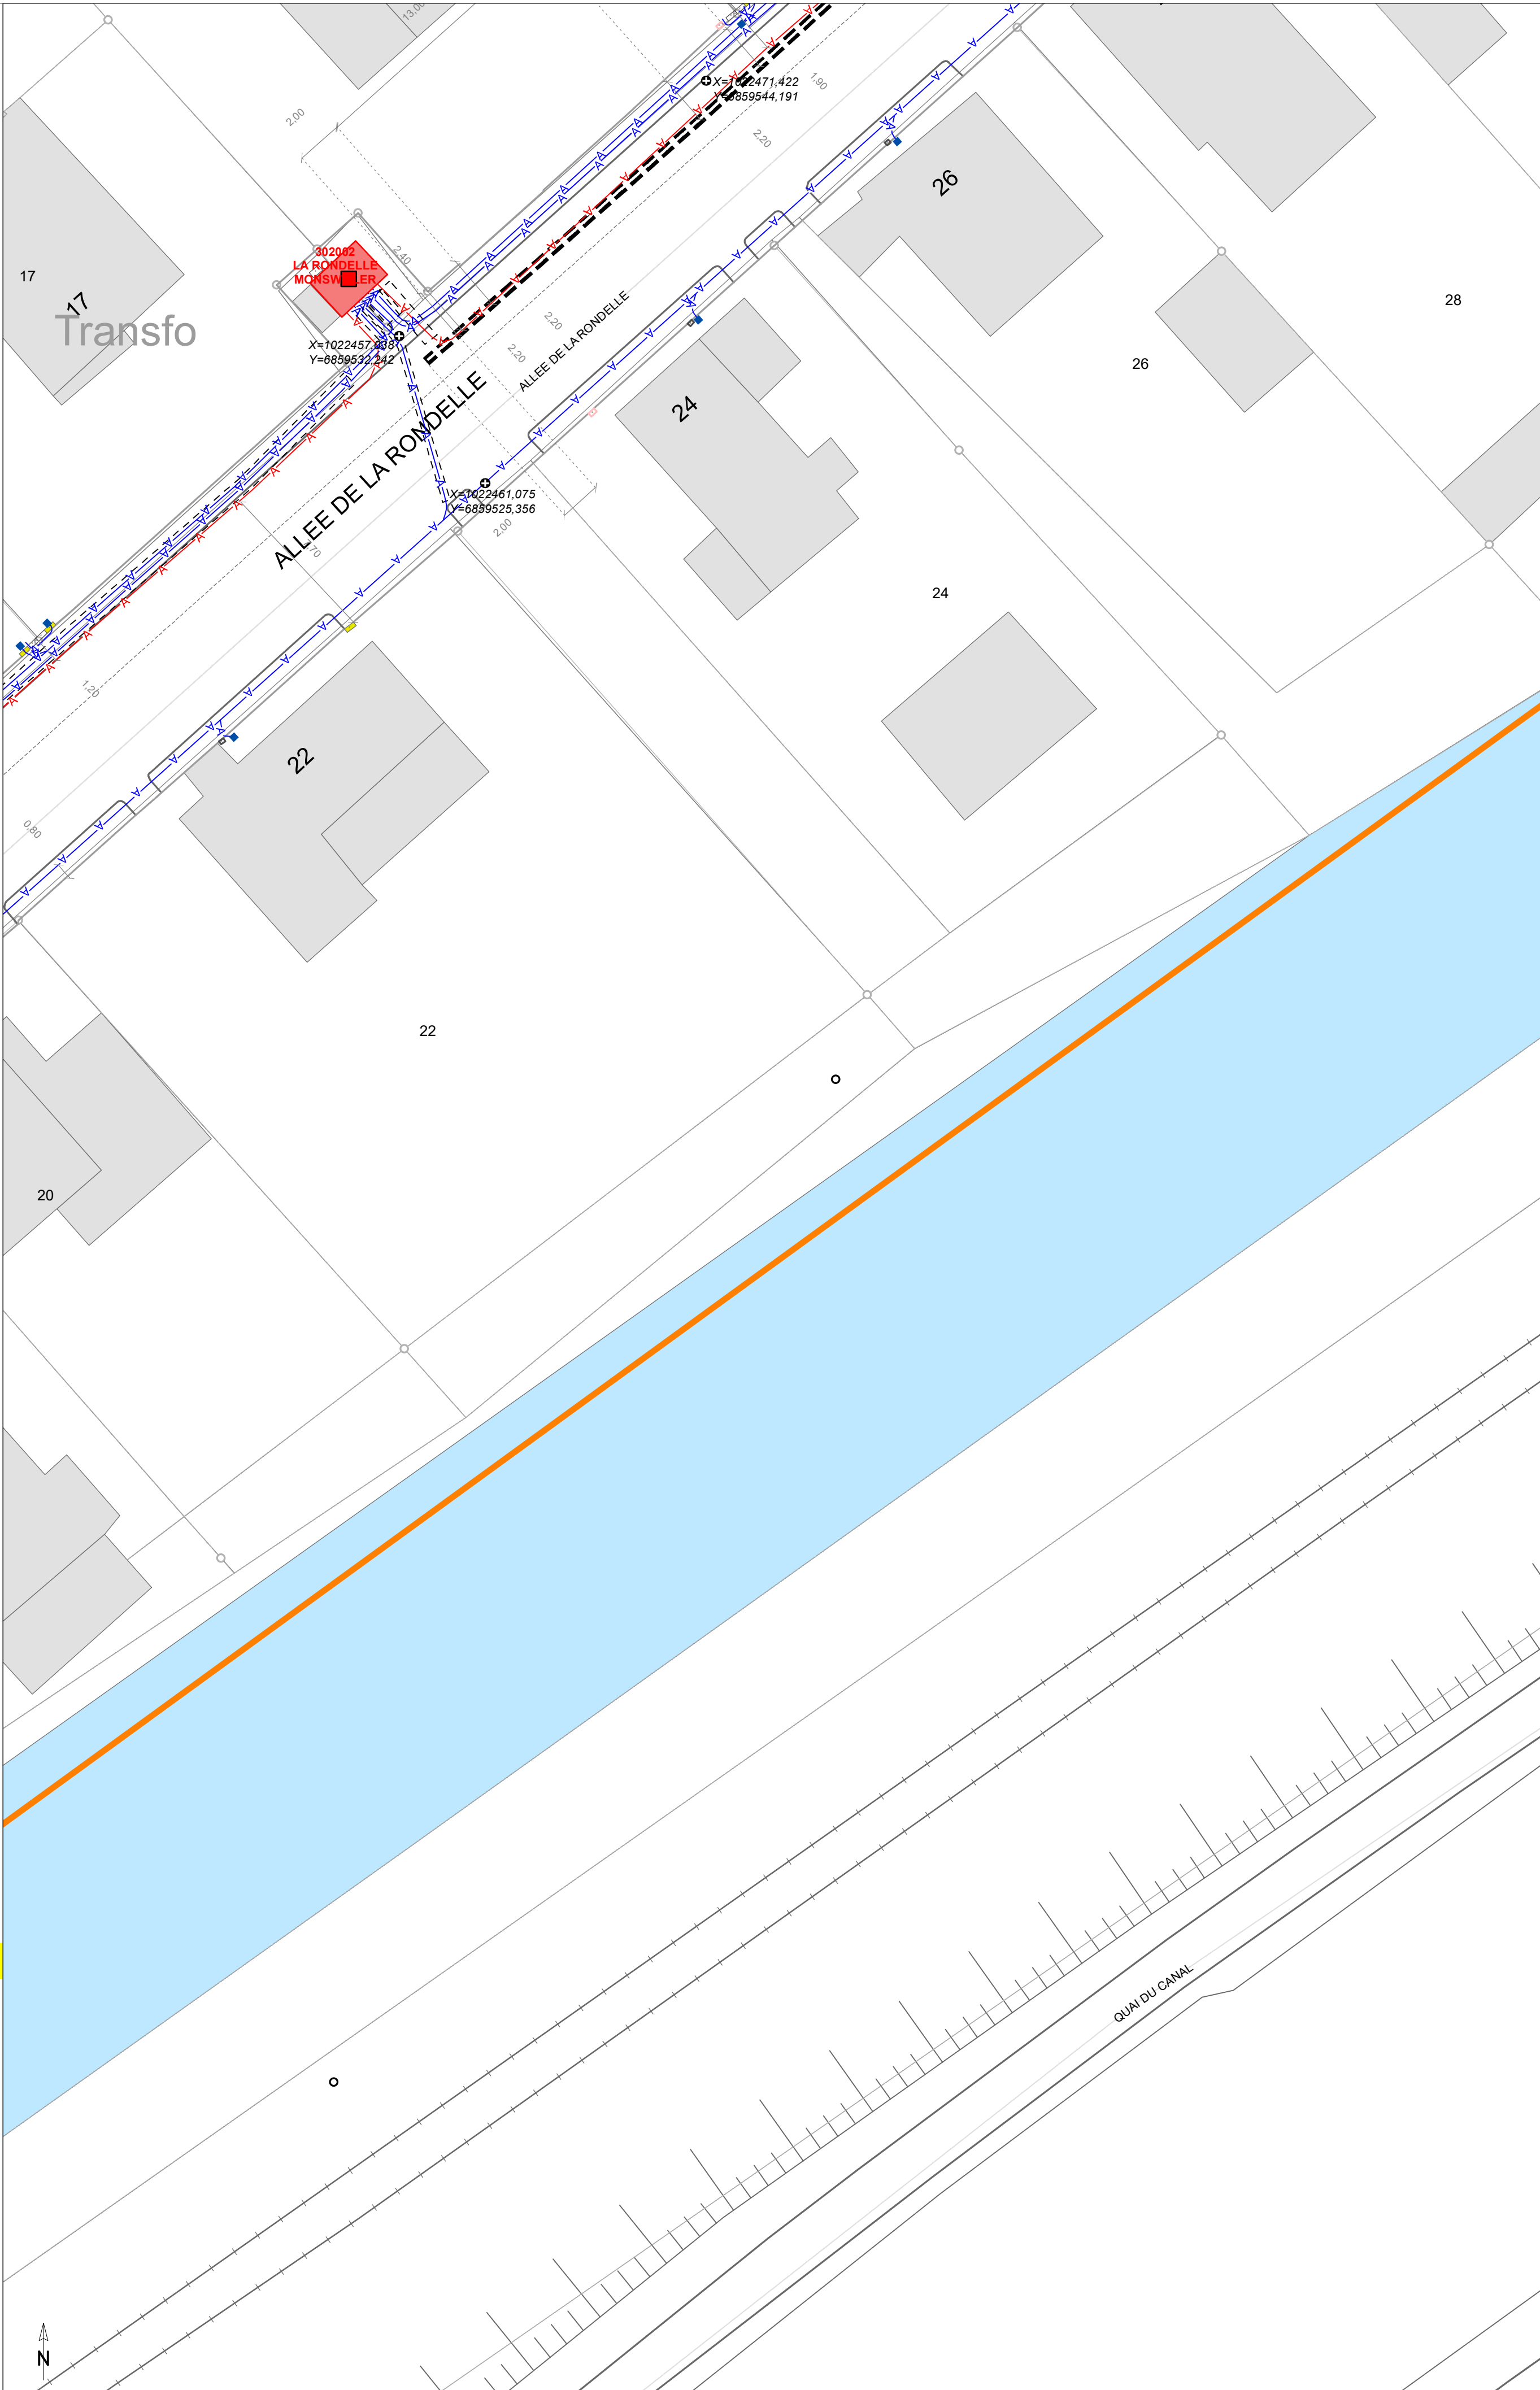 13,00
X=1022471,422
Y=6859544,191
1.90
2,00
2,20
26
302002
LA RONDELLE
MONSWILLER
2,40
17
17
Transfo
28
26
2,20
2,20
ALLEE DE LA RONDELLE
X=1022457,838
Y=6859532,242
24
ALLEE DE LA RONDELLE
X=1022461,075
Y=6859525,356
2,00
24
1,20
22
0,80
22
20
QUAI DU CANAL
N